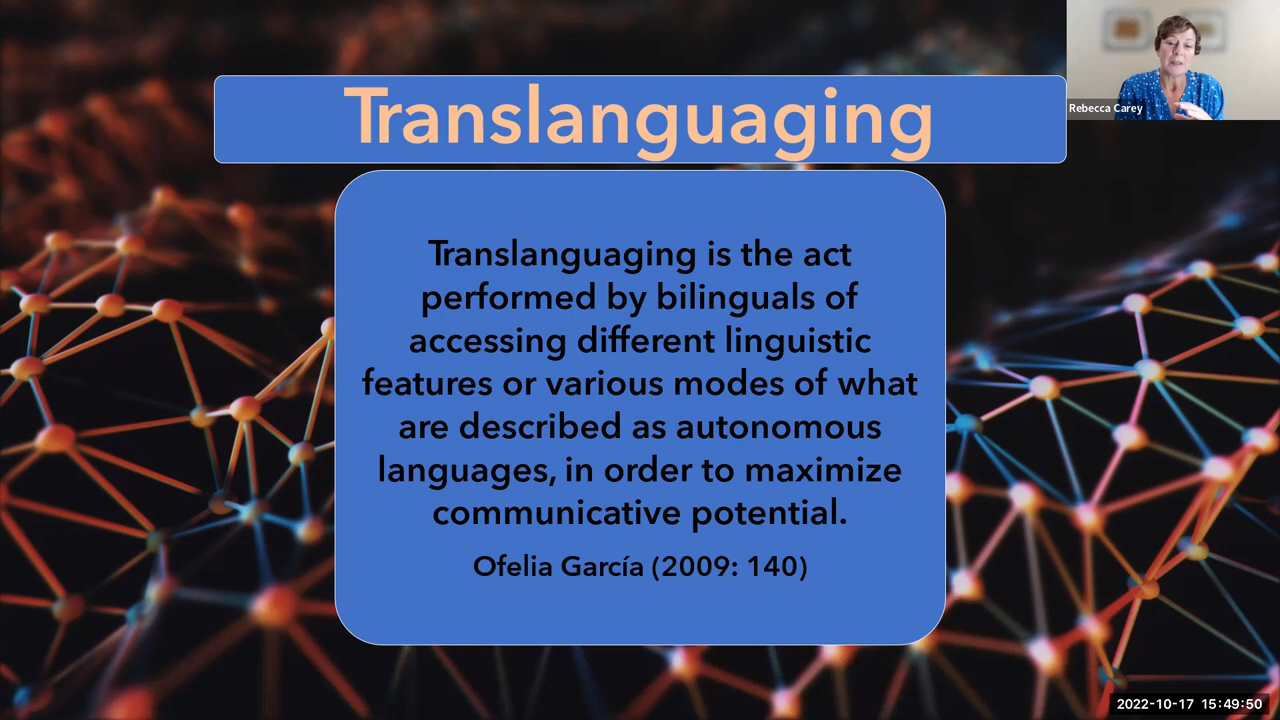 Translanguaging
Rebecca Carey
Translanguaging is the act
performed by bilinguals of
accessing different linguistic
features or various modes of what
are described as autonomous
languages, in order to maximize
communicative potential.
Ofelia García (2009: 140)
2022-10-17 15:49:50